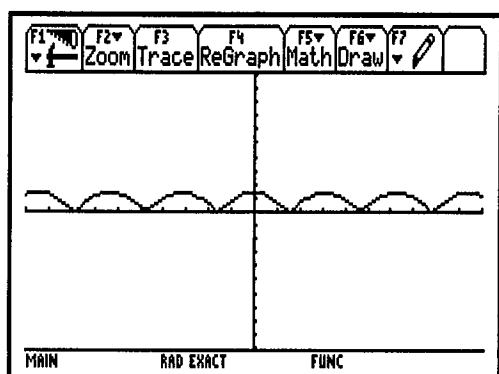 F1 F2 F3 F4 F5 F6 F7
Zoom Trace ReGraph Math Draw
MAIN RAD EXACT FUNC